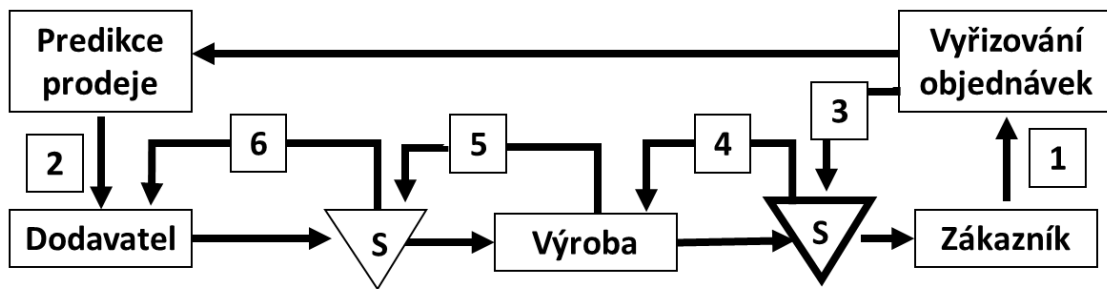 Predikce
prodeje
Vyřizování
objednávek
3
6
5
4
2
1
Dodavatel
S
Výroba
S
Zákazník